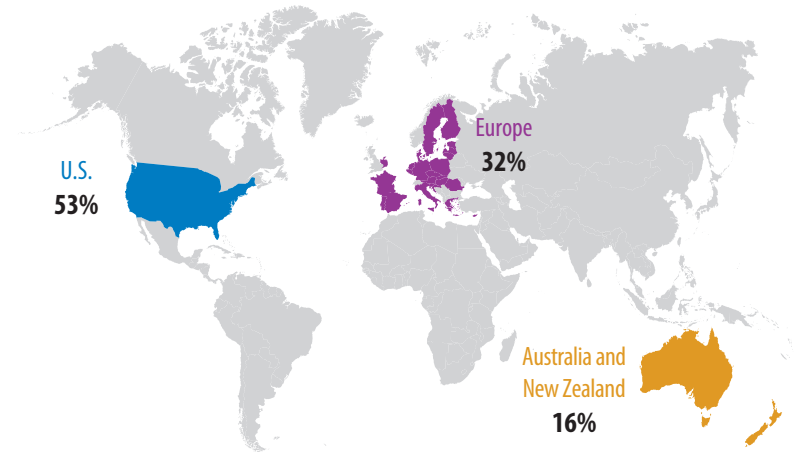 Europe
32%
U.S.
53%
Australia and
New Zealand
16%